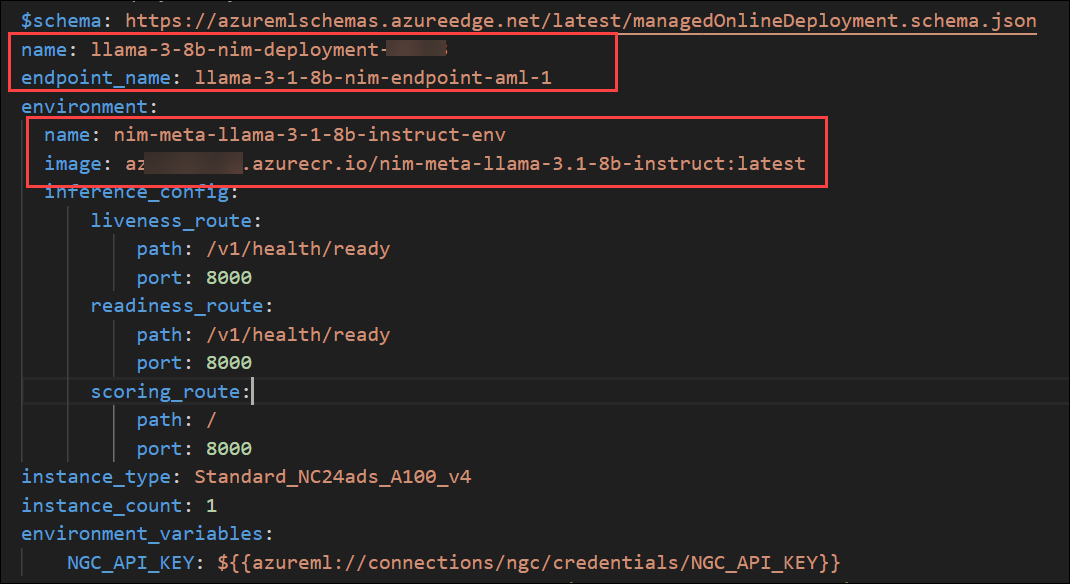 $schema: https://azuremlschemas.azureedge.net/latest/managedOnlineDeployment.schema.json
name: llama-3-8b-nim-deployment-
endpoint_name: llama-3-1-8b-nim-endpoint-aml-1
environment:
name: nim-meta-llama-3-1-8b-instruct-env
image: az .azurecr.io/nim-meta-llama-3.1-8b-instruct:latest
inference_config:
liveness_route:
path: /v1/health/ready
port: 8000
readiness_route:
path: /v1/health/ready
port: 8000
scoring_route:
path: /
port: 8000
instance_type: Standard_NC24ads_A100_v4
instance_count: 1
environment_variables:
NGC_API_KEY: ${{azureml://connections/ngc/credentials/NGC_API_KEY}}